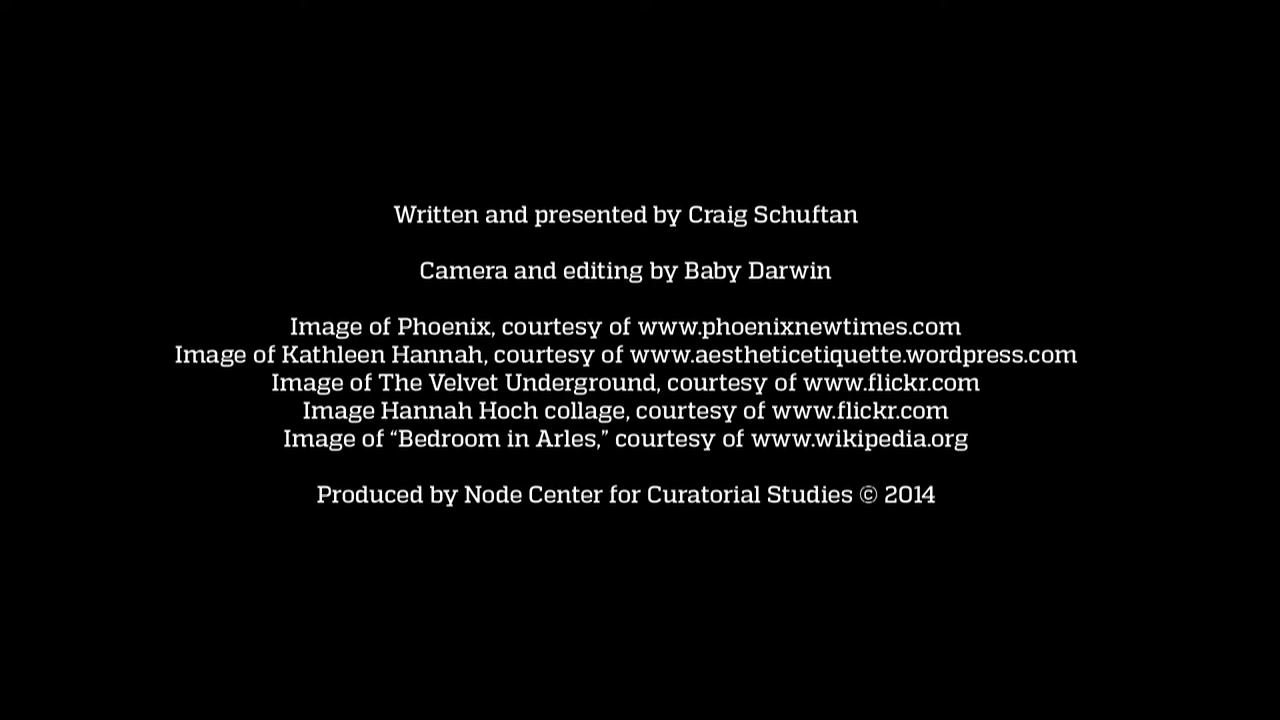 Written and presented by Craig Schuftan
Camera and editing by Baby Darwin
Image of Phoenix, courtesy of www.phoenixnewtimes.com
Image of Kathleen Hannah, courtesy of www.aestheticetiquette.wordpress.com
Image of The Velvet Underground, courtesy of www.flickr.com
Image Hannah Hoch collage, courtesy of www.flickr.com
Image of “Bedroom in Arles,” courtesy of www.wikipedia.org
Produced by Node Center for Curatorial Studies © 2014